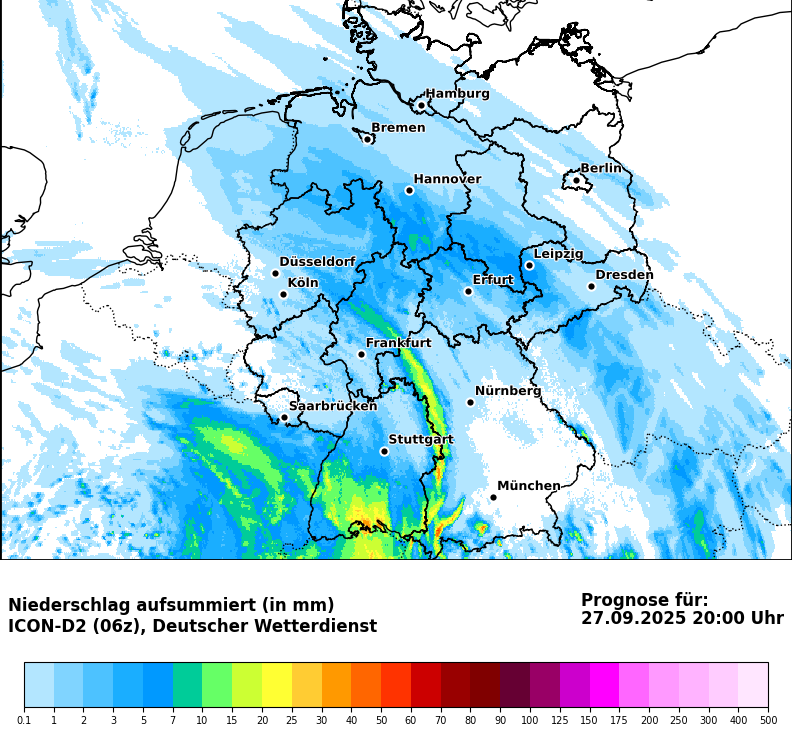 Hamburg
Bremen
Berlin
Hannover
Leipzig
Düsseldorf
Dresden
Köln
Erfurt
Frankfurt
Nürnberg
Saarbrücken
Stuttgart
München
Niederschlag aufsummiert (in mm)
ICON-D2 (06z), Deutscher Wetterdienst
Prognose für:
27.09.2025 20:00 Uhr
0.1 1 2 3 5 7 10 15 20 25 30 40 50 60 70 80 90 100 125 150 175 200 250 300 400 500